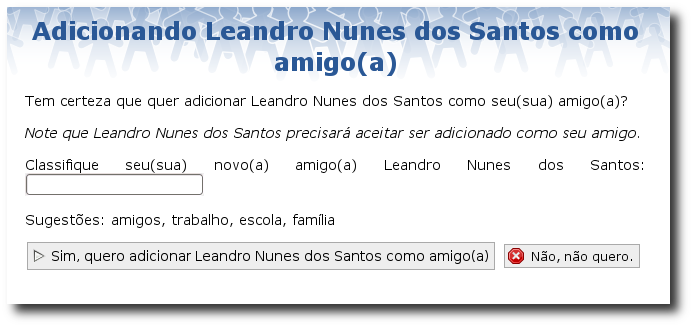 Adicionando Leandro Nunes dos Santos como
amigo(a)
Tem certeza que quer adicionar Leandro Nunes dos Santos como seu(sua) amigo(a)?
Note que Leandro Nunes dos Santos precisará aceitar ser adicionado como seu amigo.
Classifique seu(sua) novo(a) amigo(a) Leandro Nunes dos Santos:
Sugestões: amigos, trabalho, escola, família
Sim, quero adicionar Leandro Nunes dos Santos como amigo(a) Não, não quero.